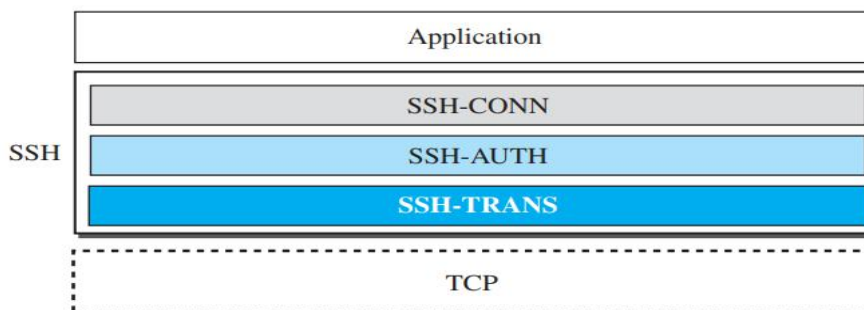 Application
SSH-CONN
SSH
SSH-AUTH
SSH-TRANS
TCP